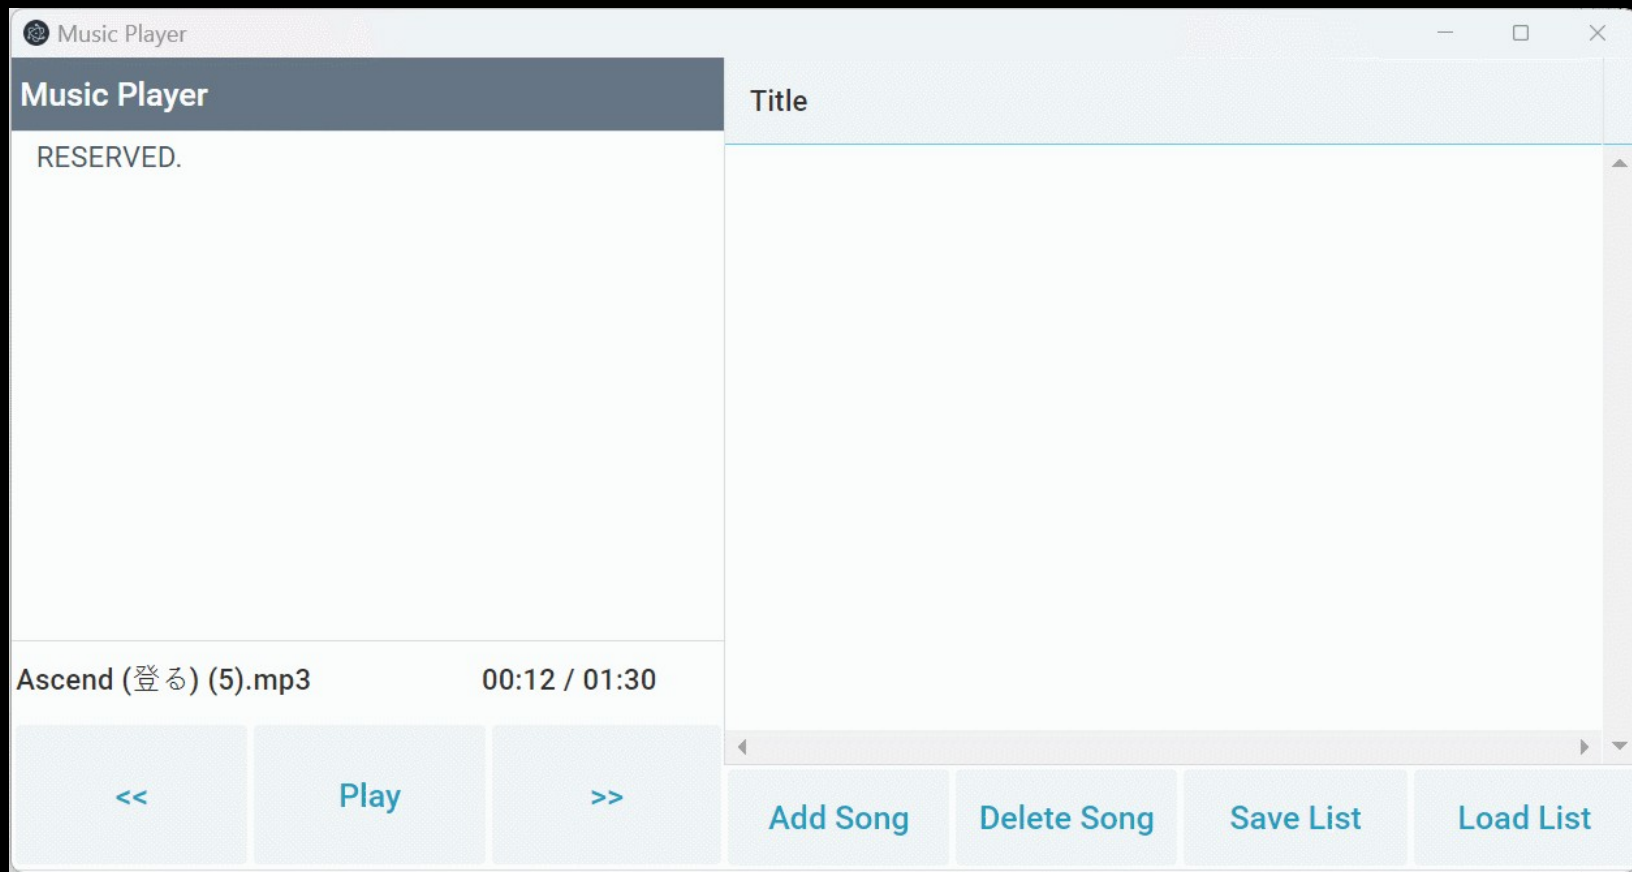 Music Player
Music Player
RESERVED.
Ascend (登る) (5).mp3
00:12 / 01:30
<<
Play
>>
Title
Add Song
Delete Song
Save List
Load List